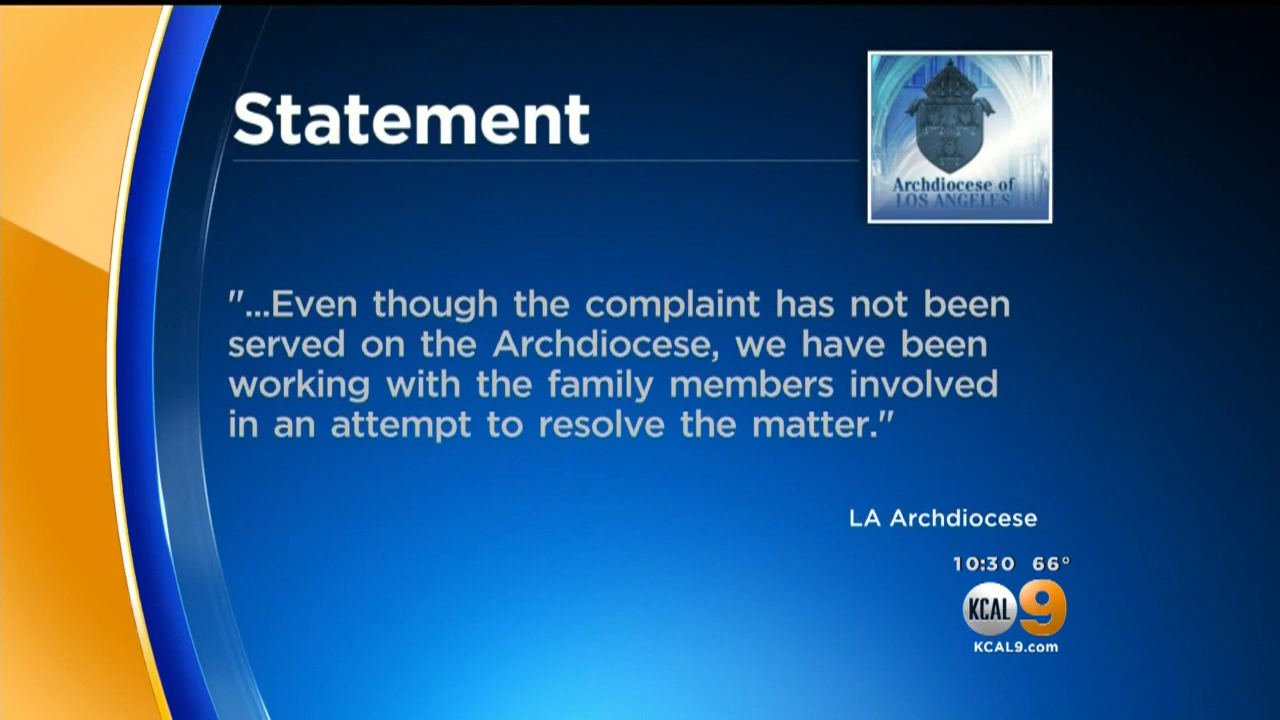 Statement
Archdiocese of
LOS ANGELES
"...Even though the complaint has not been
served on the Archdiocese, we have been
working with the family members involved
in an attempt to resolve the matter."
LA Archdiocese
10:30 66°
KCAL 9
KCAL9.com